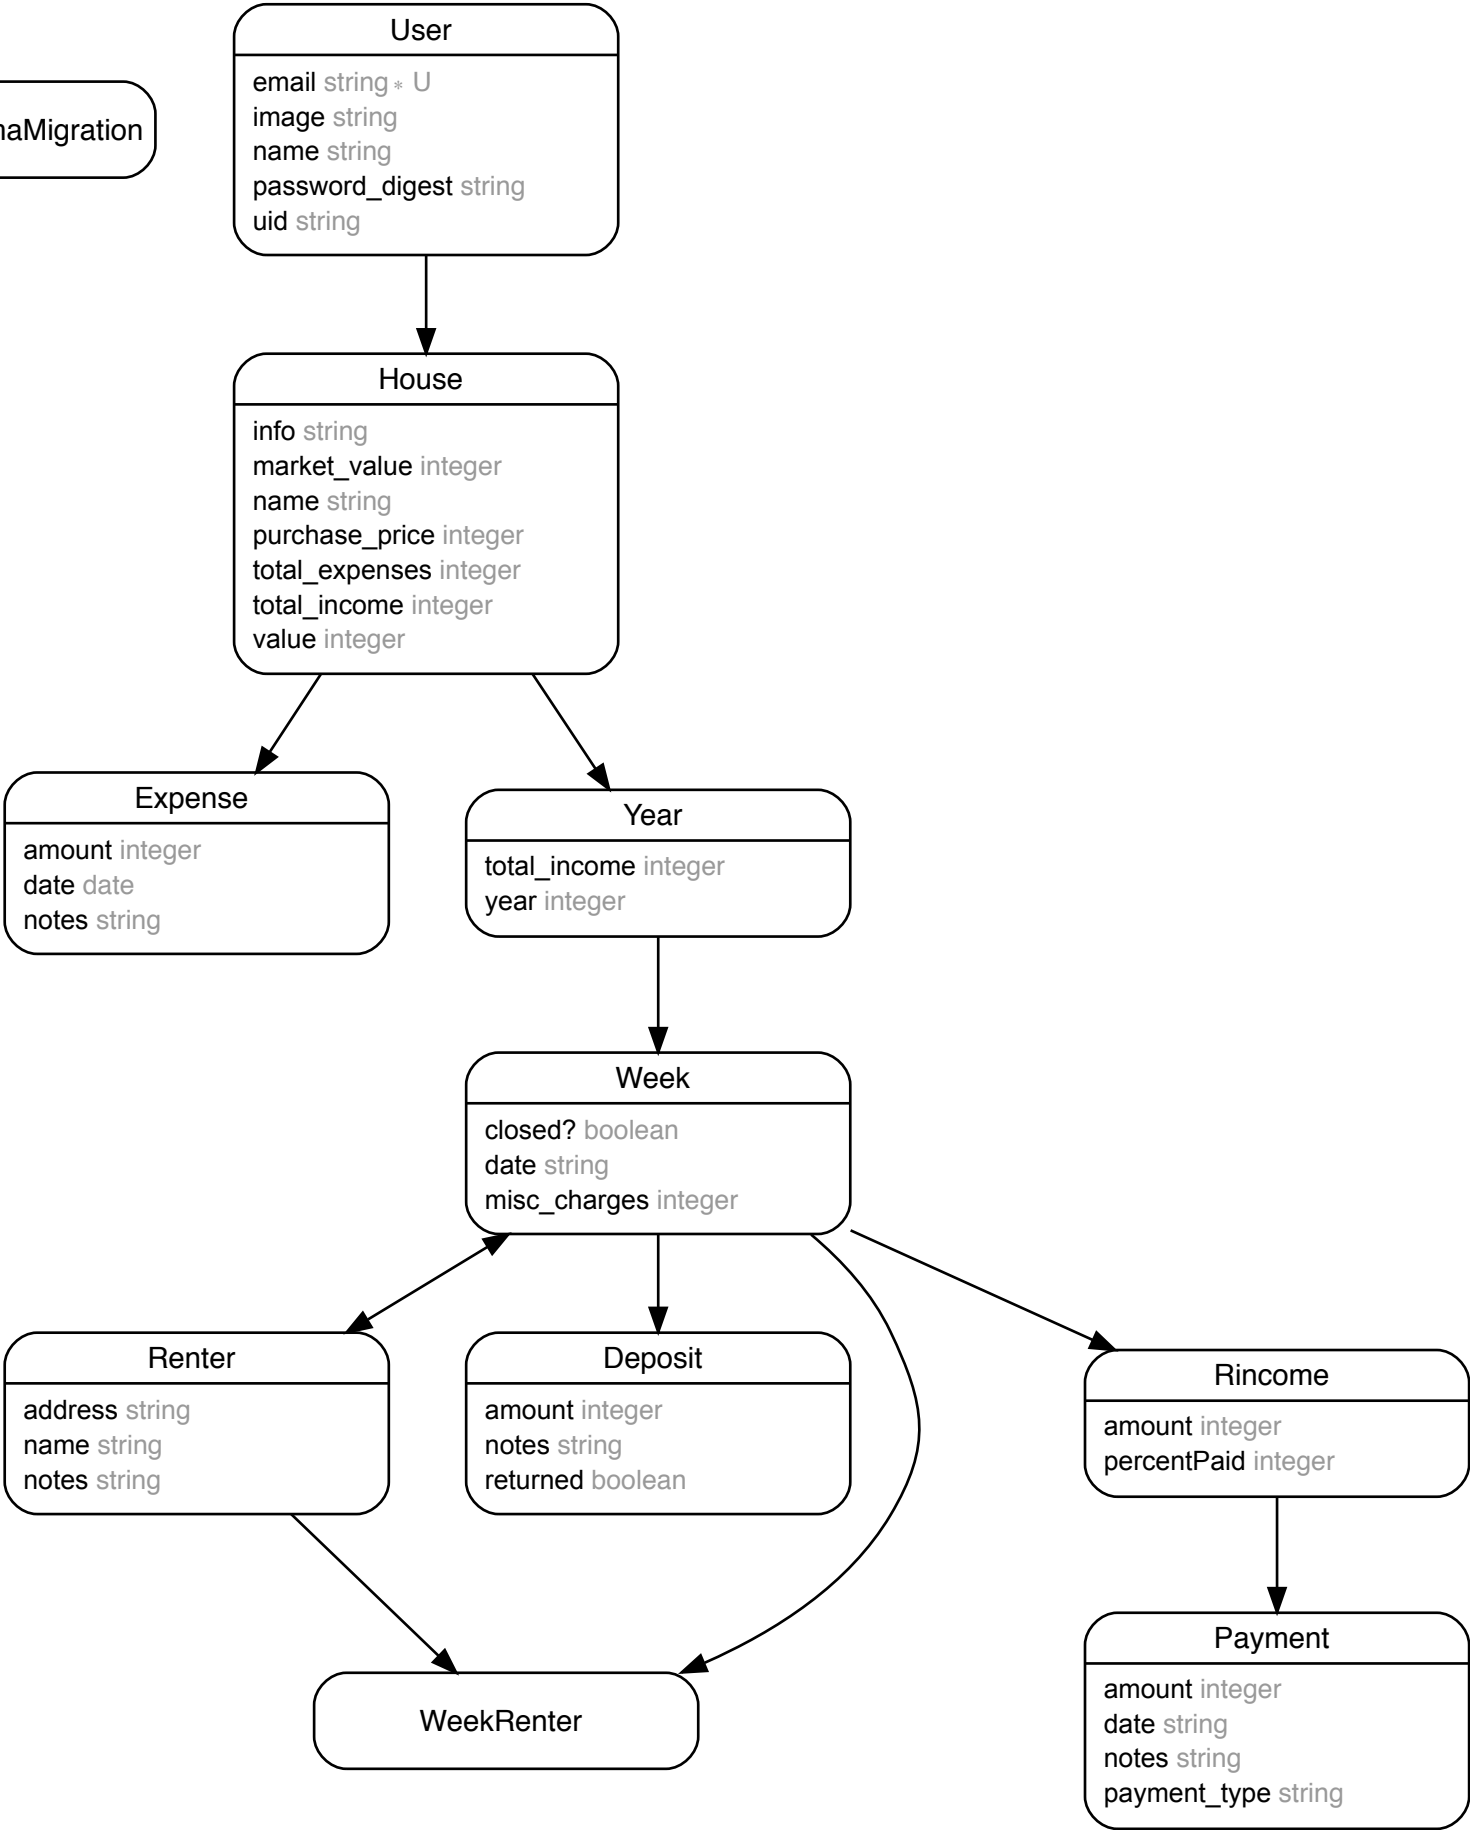 User
email string * U
image string
name string
password_digest string
uid string
naMigration
House
info string
market_value integer
name string
purchase_price integer
total_expenses integer
total_income integer
value integer
Expense
amount integer
date date
notes string
Year
total_income integer
year integer
Week
closed? boolean
date string
misc_charges integer
Renter
address string
name string
notes string
Deposit
amount integer
notes string
returned boolean
Rincome
amount integer
percentPaid integer
WeekRenter
Payment
amount integer
date string
notes string
payment_type string